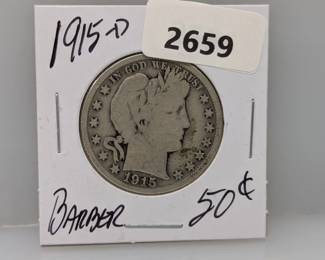 1915-D
2659
IN GOD WE TRUST
1915
BARBER
50¢